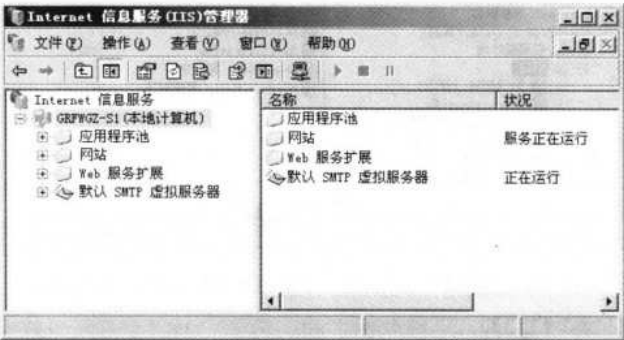 Internet 信息服务(IIS)管理器
文件(F) 操作(A) 查看(V) 窗口(W) 帮助(H)
Internet 信息服务
GRFWGZ-S1(本地计算机)
应用程序池
网站
Web 服务扩展
默认 SMTP 虚拟服务器
名称 状况
应用程序池
网站 服务正在运行
Web 服务扩展
默认 SMTP 虚拟服务器 正在运行